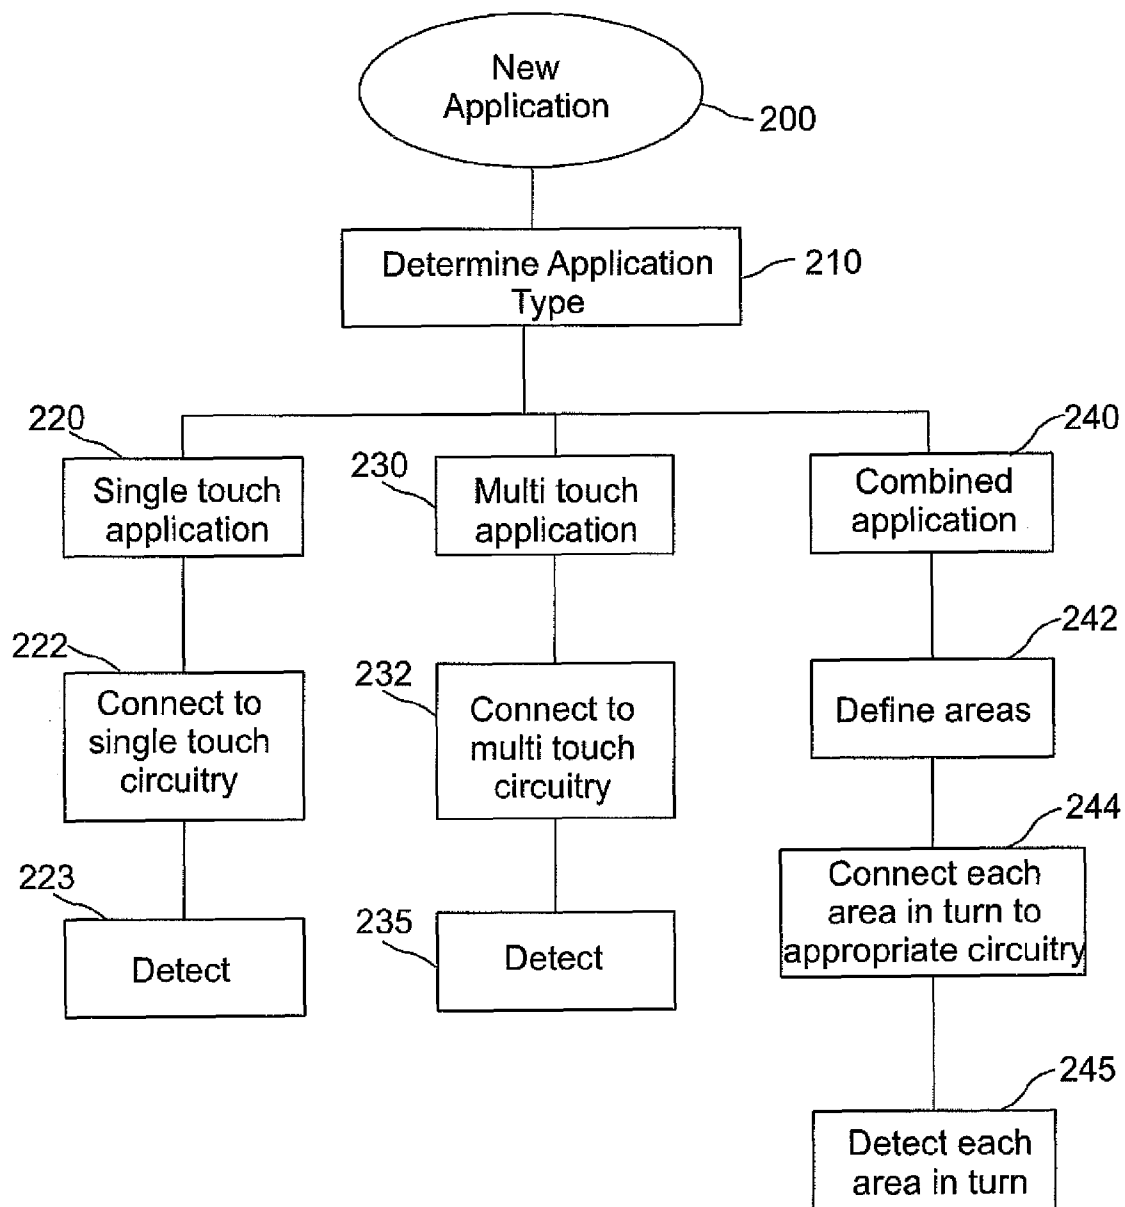 New
Application
200
Determine Application
Type
210
220
Single touch
application
230
Multi touch
application
240
Combined
application
222
Connect to
single touch
circuitry
232
Connect to
multi touch
circuitry
242
Define areas
244
Connect each
area in turn to
appropriate circuitry
223
Detect
235
Detect
245
Detect each
area in turn